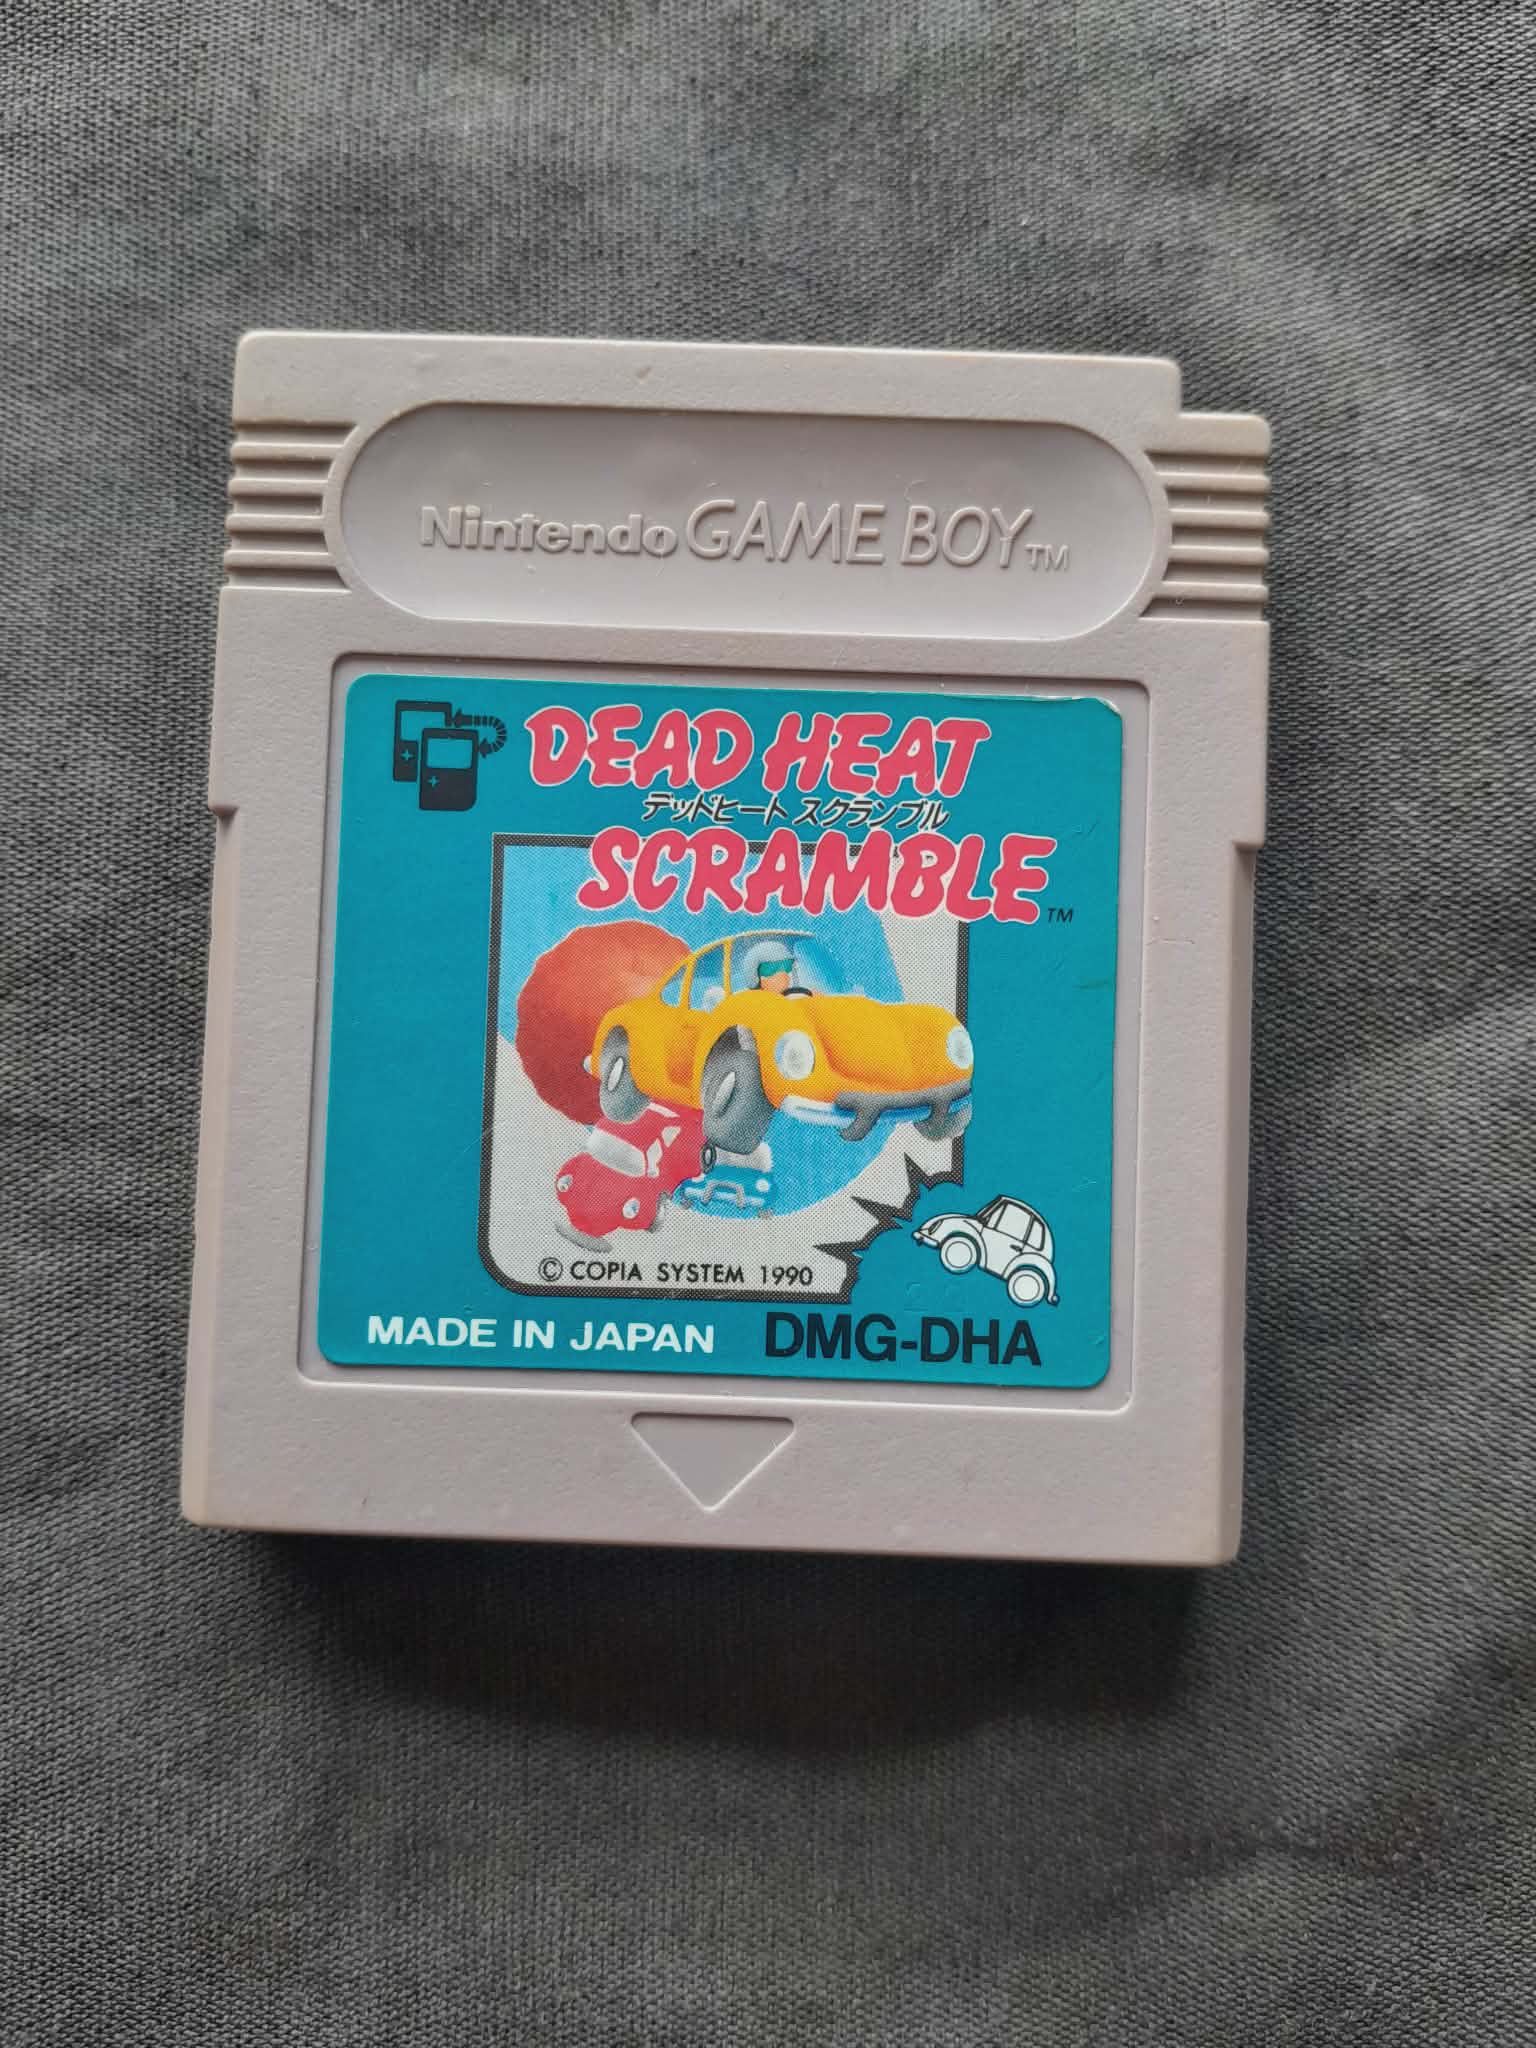 Nintendo GAME BOY TM
DEAD HEAT
デッドヒート スクランブル
SCRAMBLE TM
© COPIA SYSTEM 1990
MADE IN JAPAN DMG-DHA